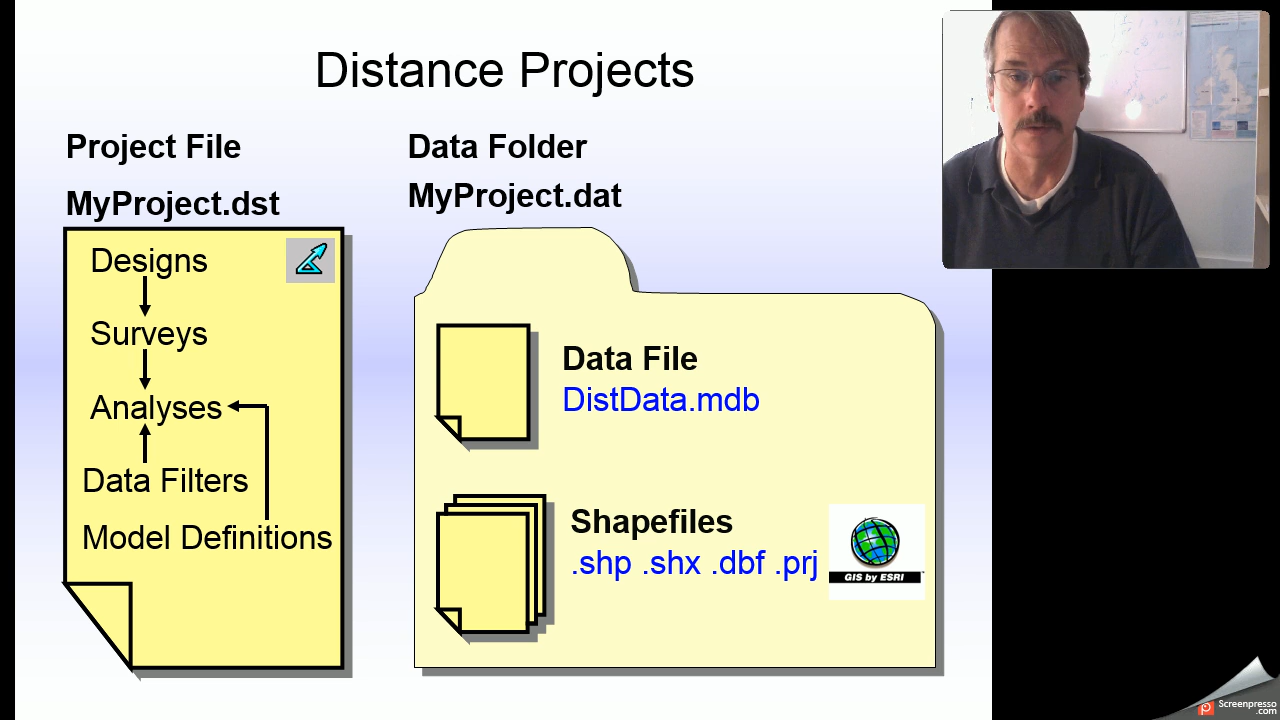 Distance Projects
Project File
MyProject.dst
Designs
Surveys
Analyses
Data Filters
Model Definitions
Data Folder
MyProject.dat
Data File
DistData.mdb
Shapefiles
.shp .shx .dbf .prj
GIS by ESRI
Screenpresso
.com